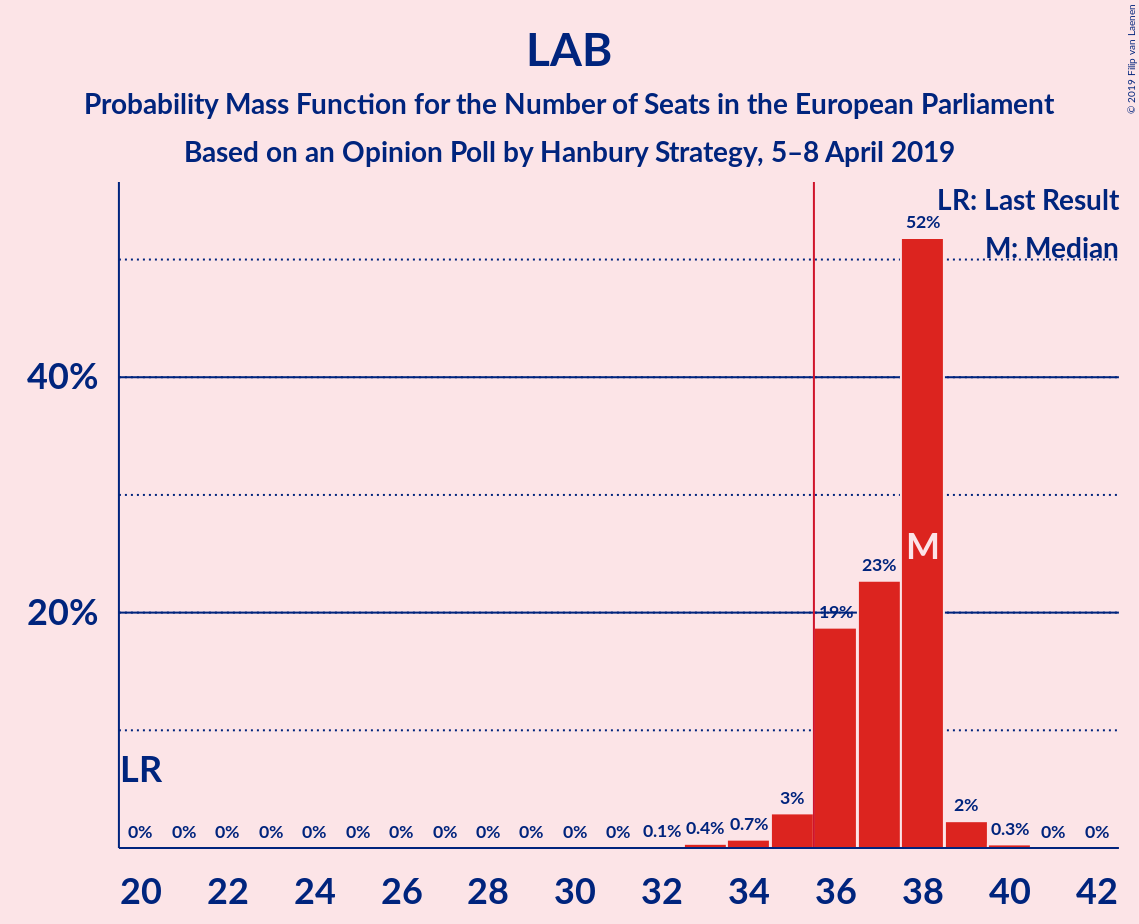 LAB
Probability Mass Function for the Number of Seats in the European Parliament
Based on an Opinion Poll by Hanbury Strategy, 5–8 April 2019
© 2019 Filip van Laenen
LR: Last Result
M: Median
52%
40%
M
23%
20%
19%
LR
0% 0% 0% 0% 0% 0% 0% 0% 0% 0% 0% 0% 0.1% 0.4% 0.7% 3% 2% 0.3% 0% 0%
20 22 24 26 28 30 32 34 36 38 40 42